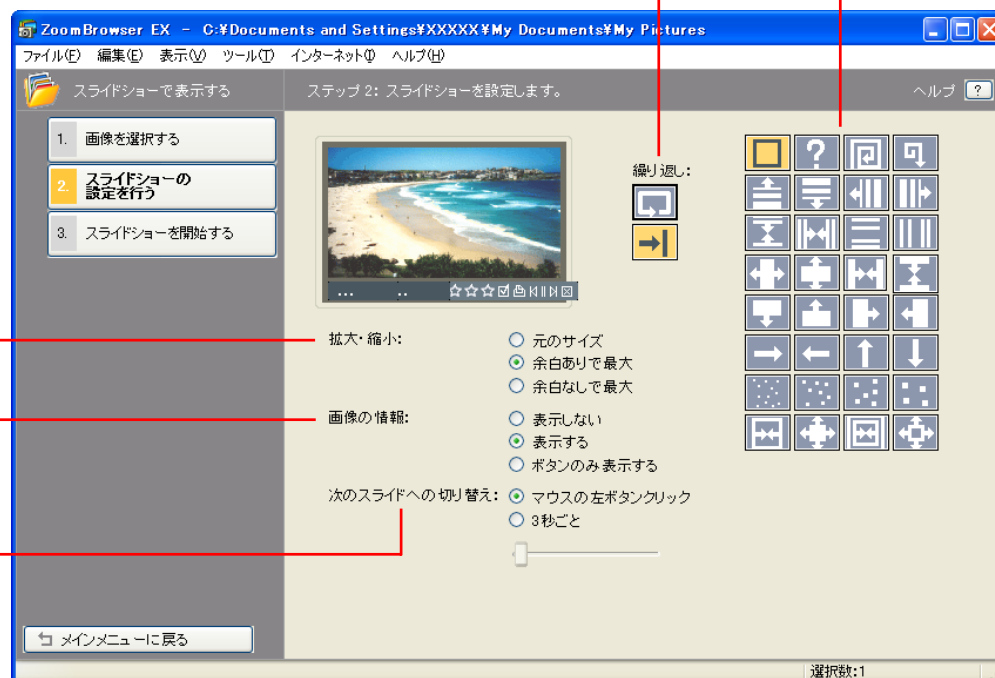 ZoomBrowser EX - C:¥Documents and Settings¥XXXXX¥My Documents¥My Pictures
ファイル(F) 編集(E) 表示(V) ツール(T) インターネット(I) ヘルプ(H)
スライドショーで表示する
ステップ 2: スライドショーを設定します。
ヘルプ ?
1. 画像を選択する
2. スライドショーの
設定を行う
3. スライドショーを開始する
繰り返し:
拡大・縮小:
元のサイズ
余白ありで最大
余白なしで最大
画像の情報:
表示しない
表示する
ボタンのみ表示する
次のスライドへの切り替え:
マウスの左ボタンクリック
3秒ごと
メインメニューに戻る
選択数:1